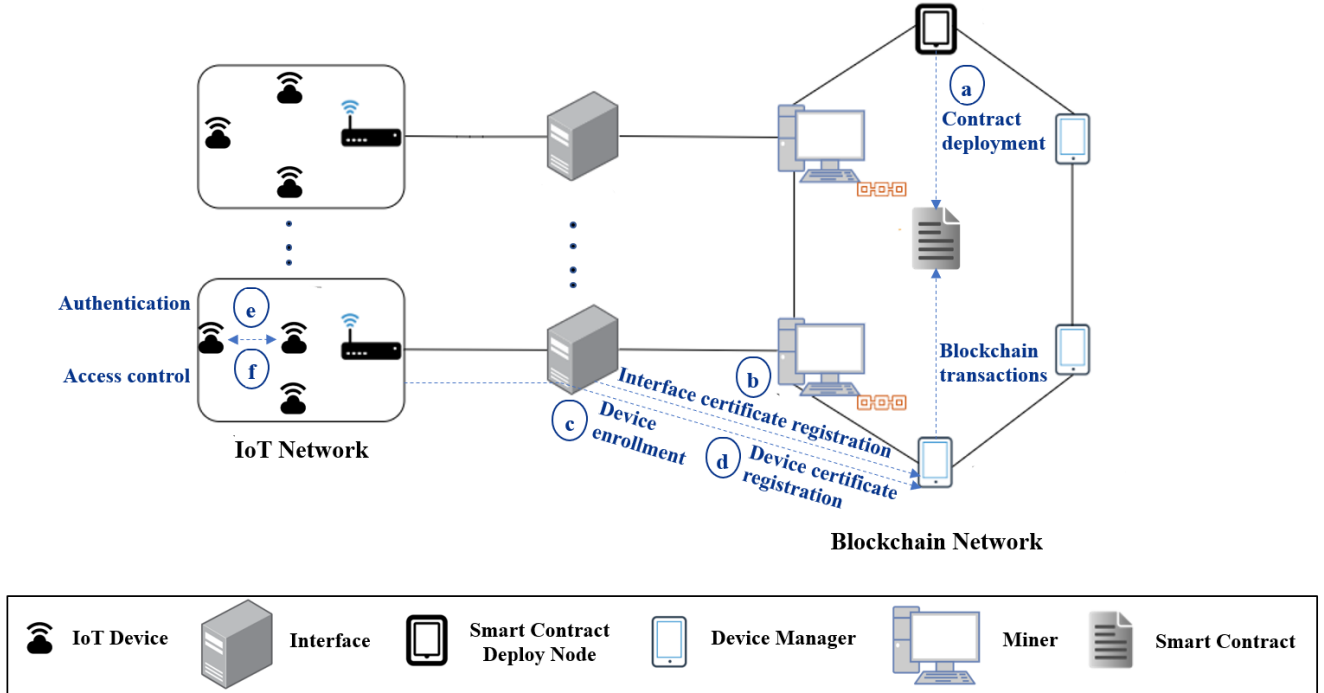 a
Contract
deployment
Authentication
e
f
Access control
Blockchain
transactions
b
Interface certificate registration
c
Device
enrollment
d
Device certificate
registration
IoT Network
Blockchain Network
IoT Device
Interface
Smart Contract
Deploy Node
Device Manager
Miner
Smart Contract